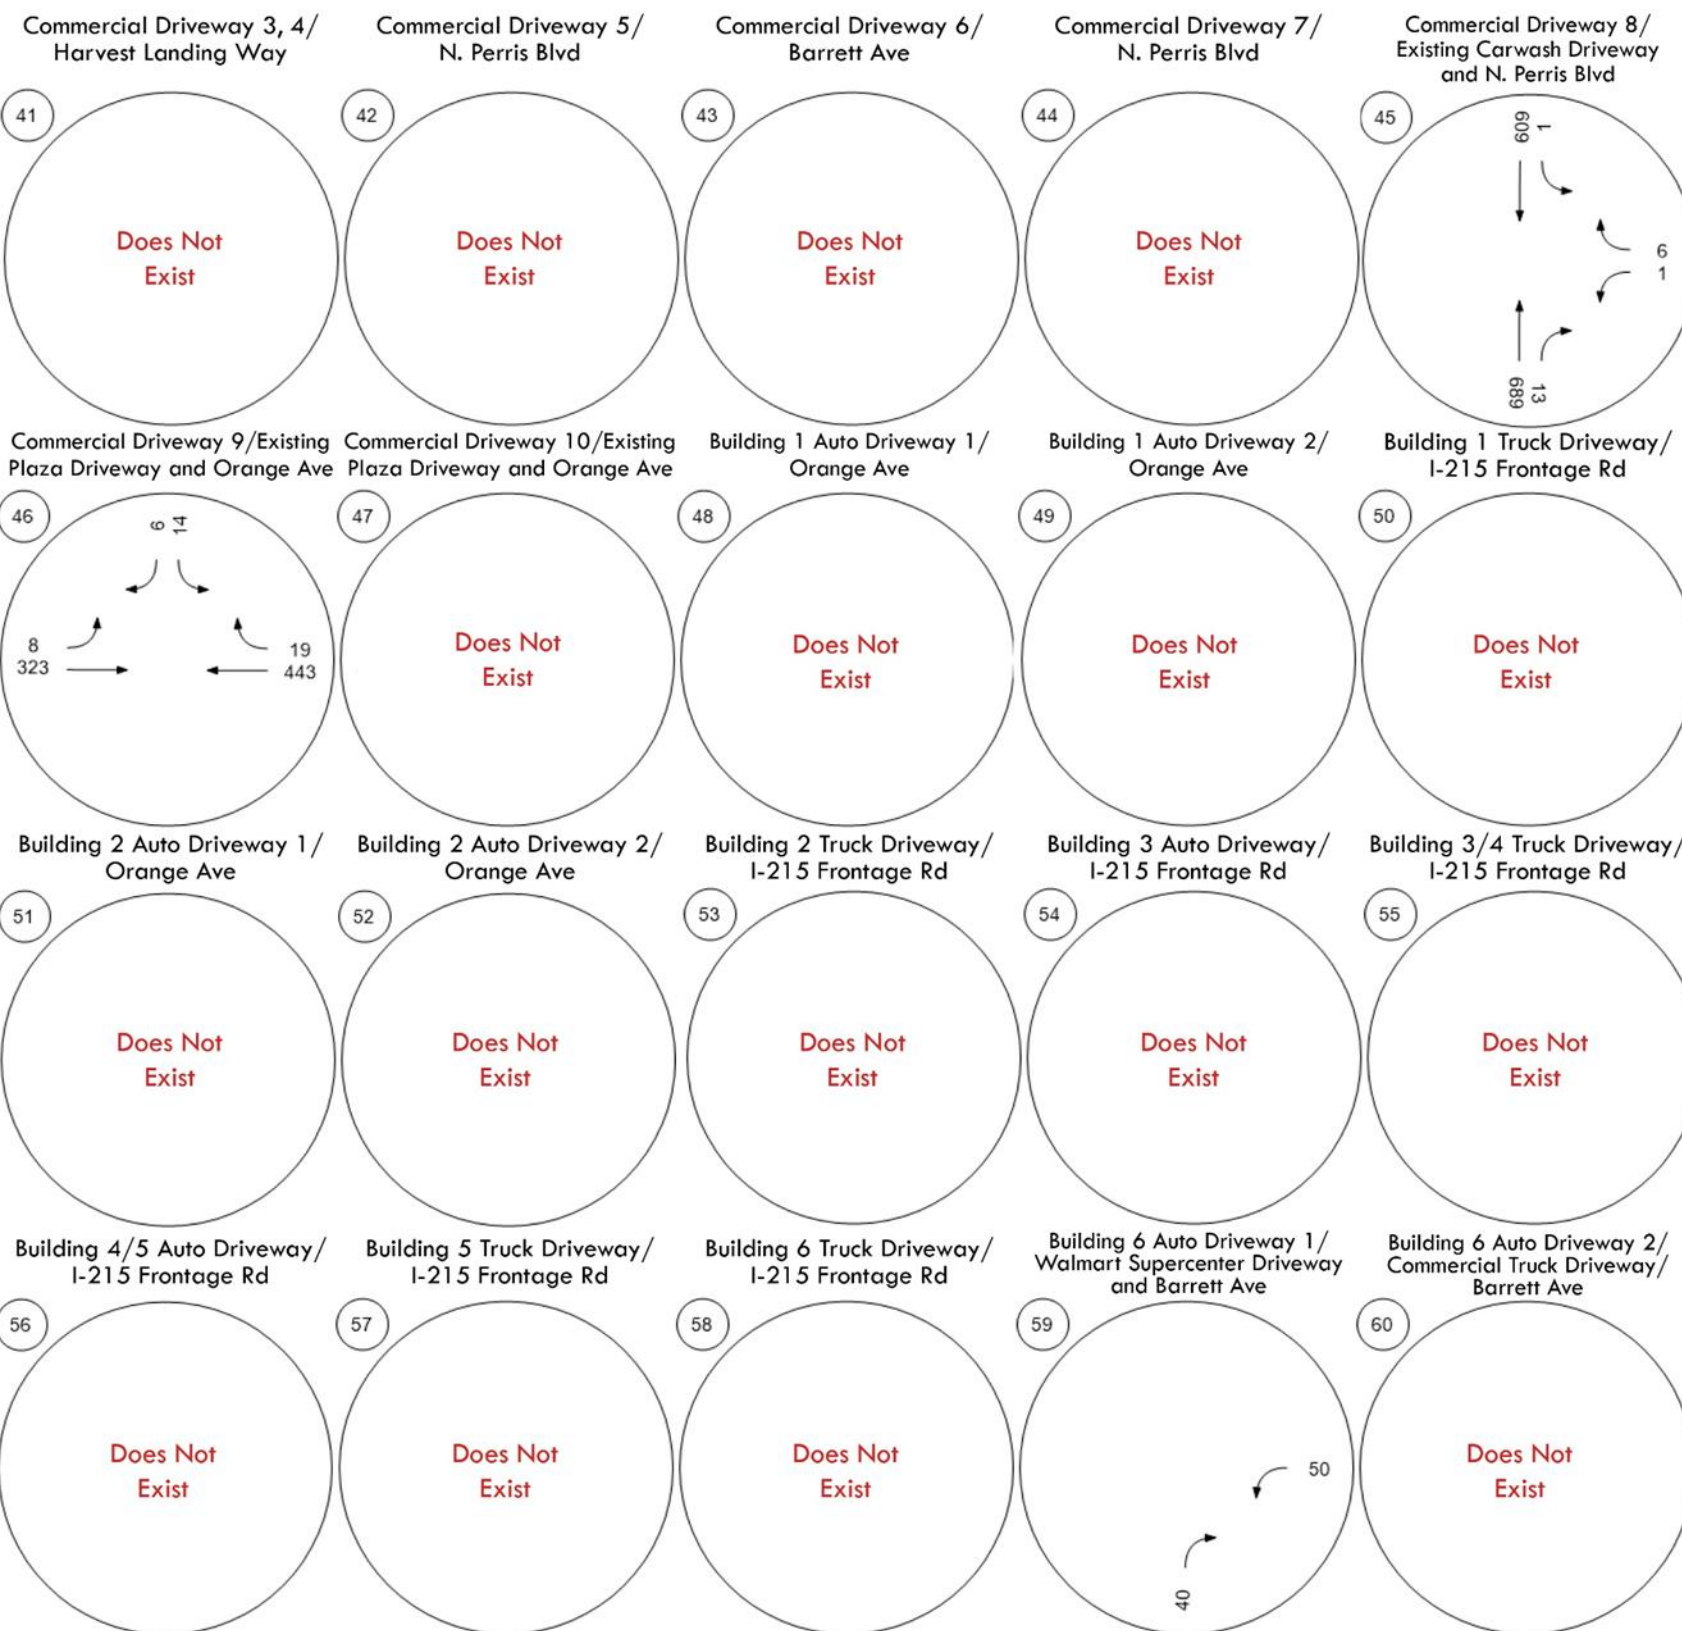 Commercial Driveway 3, 4/
Harvest Landing Way
41
Does Not
Exist
Commercial Driveway 5/
N. Perris Blvd
42
Does Not
Exist
Commercial Driveway 6/
Barrett Ave
43
Does Not
Exist
Commercial Driveway 7/
N. Perris Blvd
44
Does Not
Exist
Commercial Driveway 8/
Existing Carwash Driveway
and N. Perris Blvd
45
609
1
6
1
689
13
Commercial Driveway 9/Existing
Plaza Driveway and Orange Ave
46
6
14
8
323
19
443
Commercial Driveway 10/Existing
Plaza Driveway and Orange Ave
47
Does Not
Exist
Building 1 Auto Driveway 1/
Orange Ave
48
Does Not
Exist
Building 1 Auto Driveway 2/
Orange Ave
49
Does Not
Exist
Building 1 Truck Driveway/
I-215 Frontage Rd
50
Does Not
Exist
Building 2 Auto Driveway 1/
Orange Ave
51
Does Not
Exist
Building 2 Auto Driveway 2/
Orange Ave
52
Does Not
Exist
Building 2 Truck Driveway/
I-215 Frontage Rd
53
Does Not
Exist
Building 3 Auto Driveway/
I-215 Frontage Rd
54
Does Not
Exist
Building 3/4 Truck Driveway/
I-215 Frontage Rd
55
Does Not
Exist
Building 4/5 Auto Driveway/
I-215 Frontage Rd
56
Does Not
Exist
Building 5 Truck Driveway/
I-215 Frontage Rd
57
Does Not
Exist
Building 6 Truck Driveway/
I-215 Frontage Rd
58
Does Not
Exist
Building 6 Auto Driveway 1/
Walmart Supercenter Driveway
and Barrett Ave
59
50
40
Building 6 Auto Driveway 2/
Commercial Truck Driveway/
Barrett Ave
60
Does Not
Exist